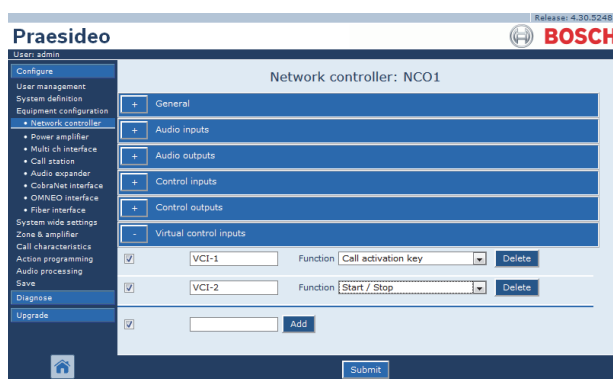 Release: 4.30.5248
Praesideo
BOSCH
User: admin
Configure
User management
System definition
Equipment configuration
• Network controller
• Power amplifier
• Multi ch interface
• Call station
• Audio expander
• CobraNet interface
• OMNEO interface
• Fiber interface
System wide settings
Zone & amplifier
Call characteristics
Action programming
Audio processing
Save
Diagnose
Upgrade
Network controller: NCO1
+ General
+ Audio inputs
+ Audio outputs
+ Control inputs
+ Control outputs
- Virtual control inputs
VCI-1 Function Call activation key Delete
VCI-2 Function Start / Stop Delete
Add
Submit